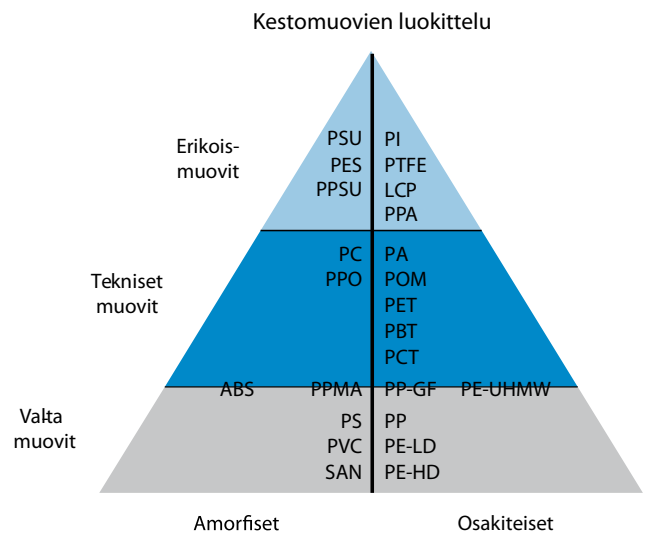 Kestomuovien luokittelu
Erikois-
muovit
PSU PI
PES PTFE
PPSU LCP
PPA
Tekniset
muovit
PC PA
PPO POM
PET
PBT
PCT
ABS PPMA PP-GF PE-UHMW
Valta
muovit
PS PP
PVC PE-LD
SAN PE-HD
Amorfiset Osakiteiset